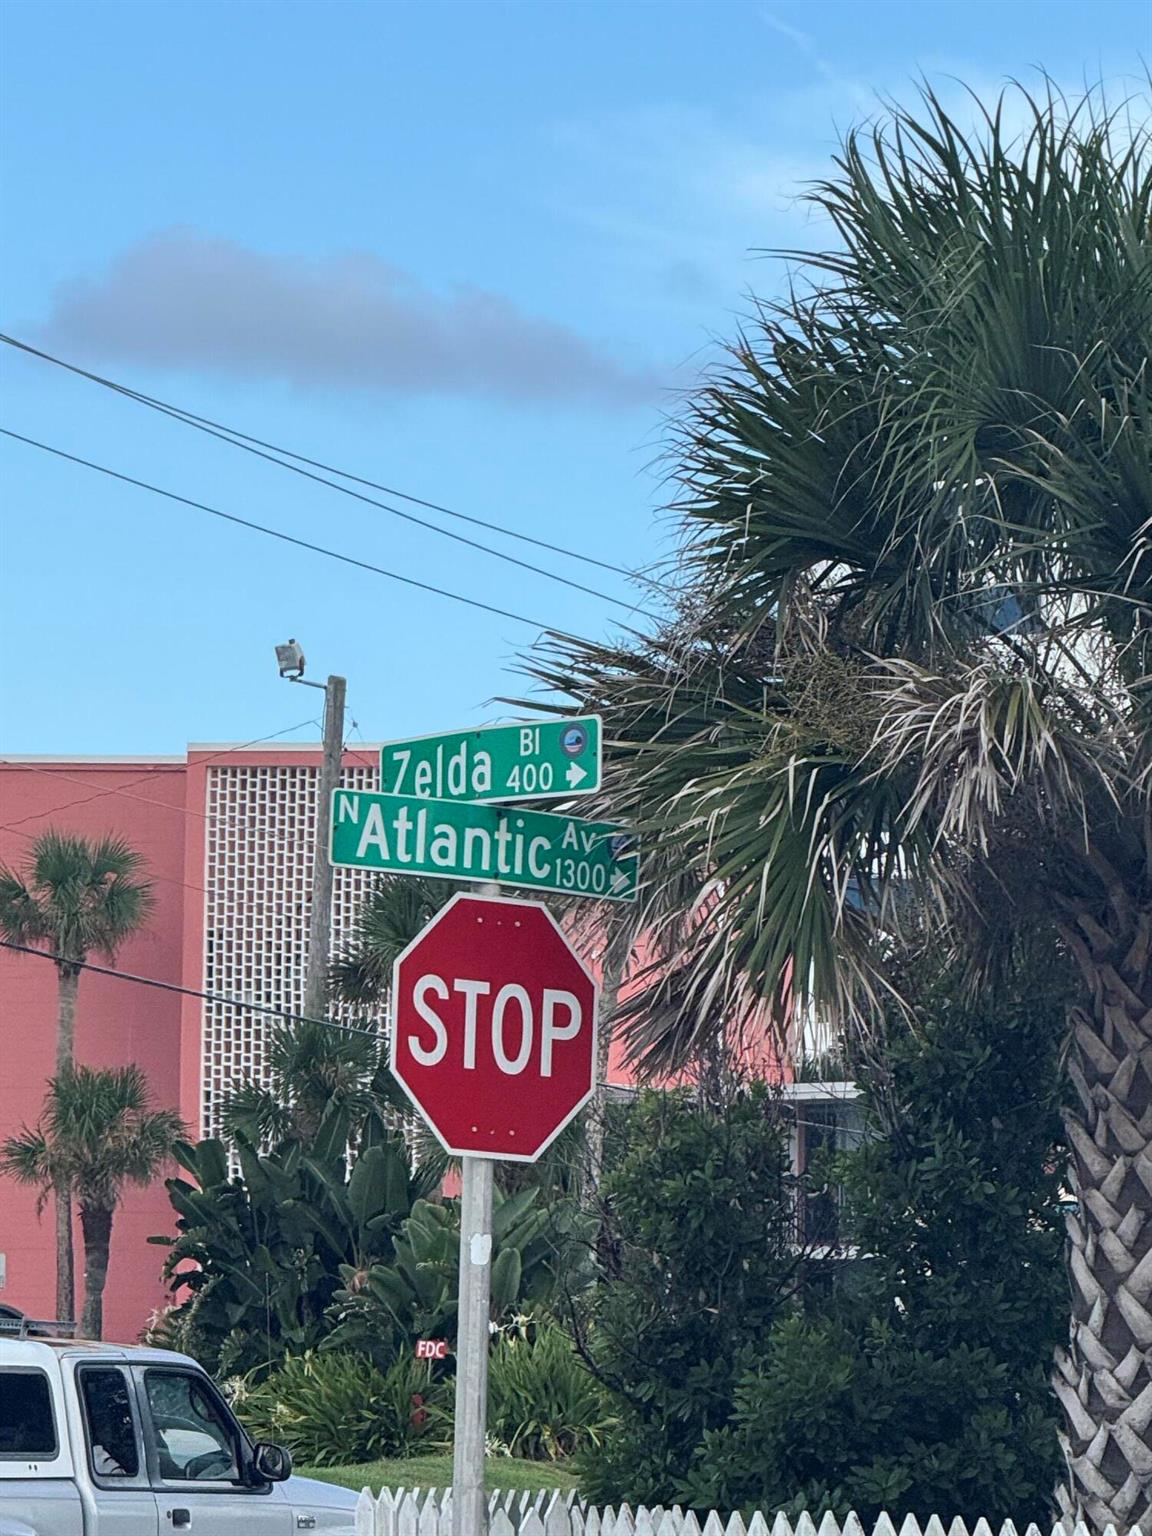 Zelda Bl
400
N Atlantic Av
1300
STOP
FDC